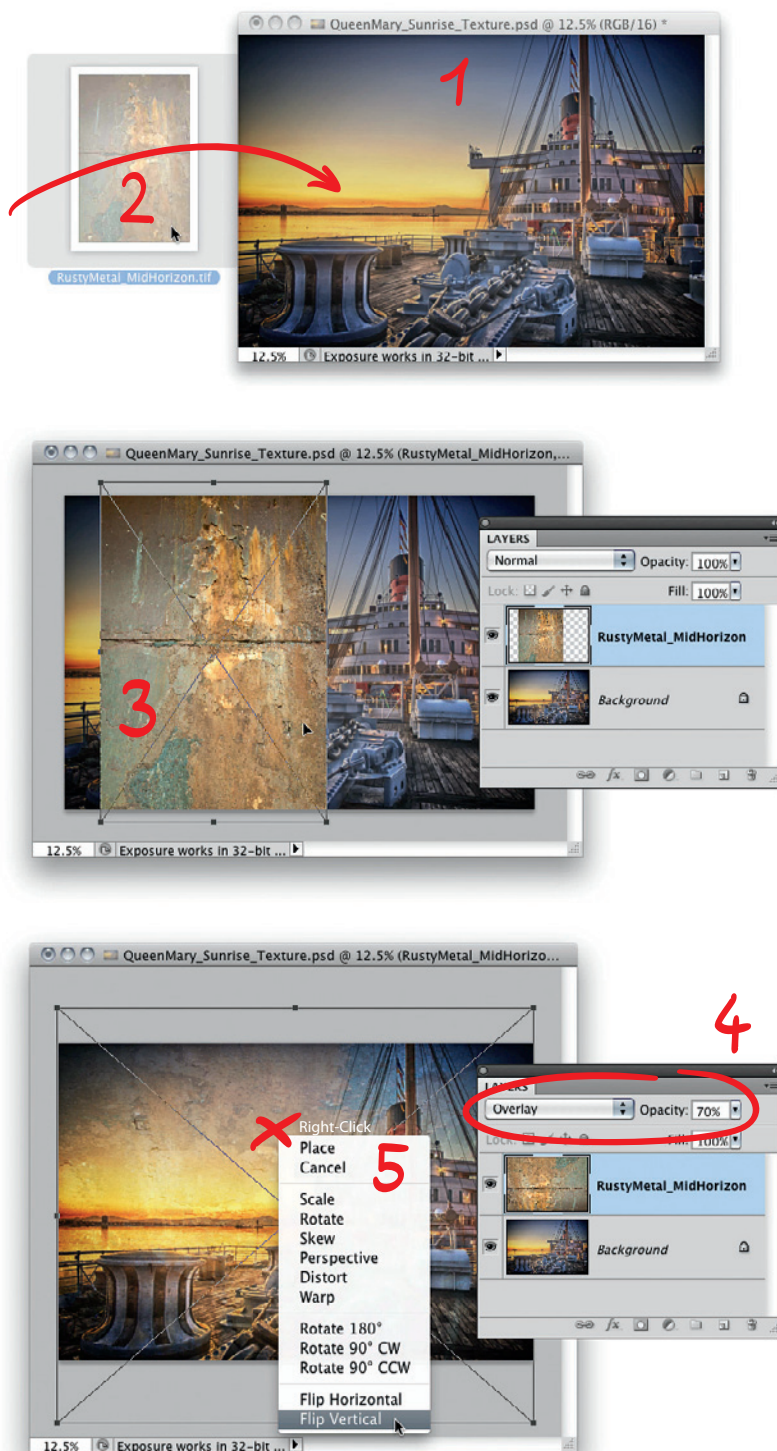 QueenMary_Sunrise_Texture.psd @ 12.5% (RGB/16) *
1
2
RustyMetal_MidHorizon.tif
12.5% Exposure works in 32-bit ...
QueenMary_Sunrise_Texture.psd @ 12.5% (RustyMetal_MidHorizon,...
LAYERS
Normal Opacity: 100%
Lock: Fill: 100%
RustyMetal_MidHorizon
Background
3
12.5% Exposure works in 32-bit ...
QueenMary_Sunrise_Texture.psd @ 12.5% (RustyMetal_MidHorizo...
4
LAYERS
Overlay Opacity: 70%
Lock: Fill: 100%
RustyMetal_MidHorizon
Background
Right-Click
5
Place
Cancel
Scale
Rotate
Skew
Perspective
Distort
Warp
Rotate 180°
Rotate 90° CW
Rotate 90° CCW
Flip Horizontal
Flip Vertical
12.5% Exposure works in 32-bit ...